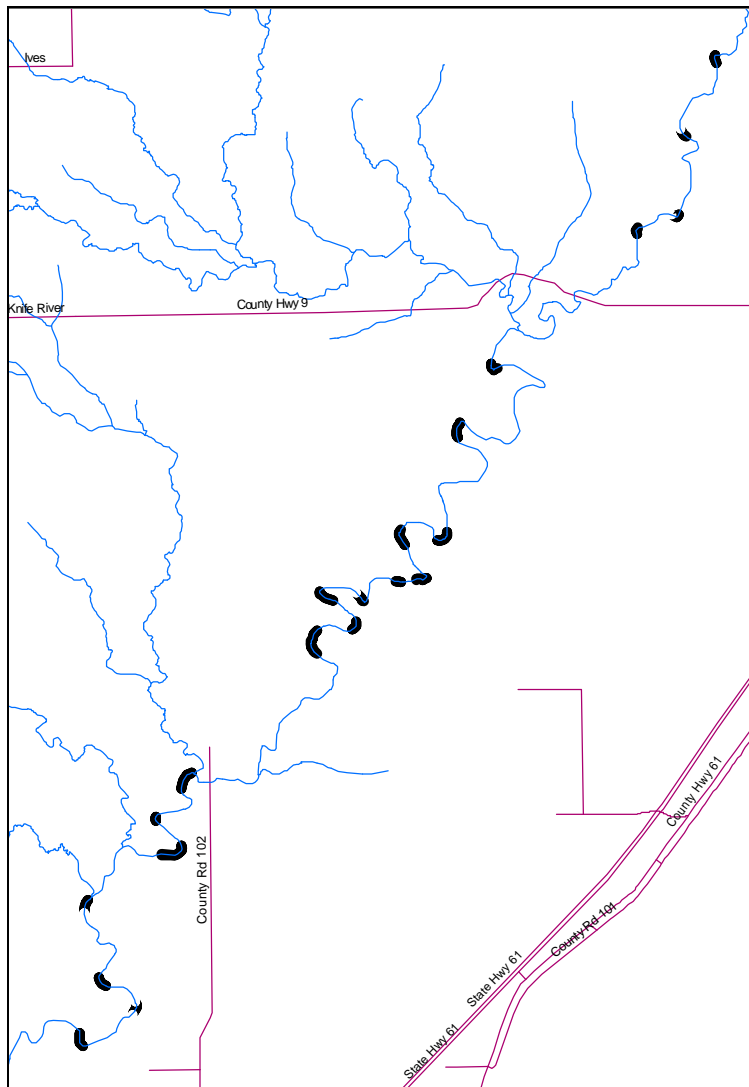 Ives
Knife River
County Hwy 9
County Hwy 61
County Rd 102
County Rd 101
State Hwy 61
State Hwy 61